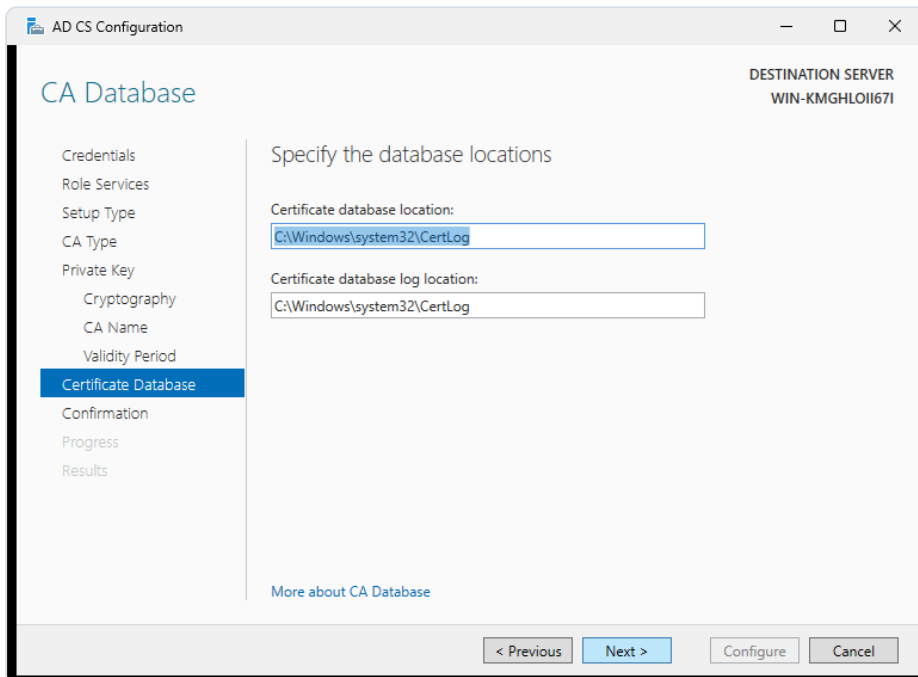 AD CS Configuration
CA Database
DESTINATION SERVER
WIN-KMGHLOII67I
Credentials
Role Services
Setup Type
CA Type
Private Key
Cryptography
CA Name
Validity Period
Certificate Database
Confirmation
Progress
Results
Specify the database locations
Certificate database location:
C:\Windows\system32\CertLog
Certificate database log location:
C:\Windows\system32\CertLog
More about CA Database
< Previous
Next >
Configure
Cancel